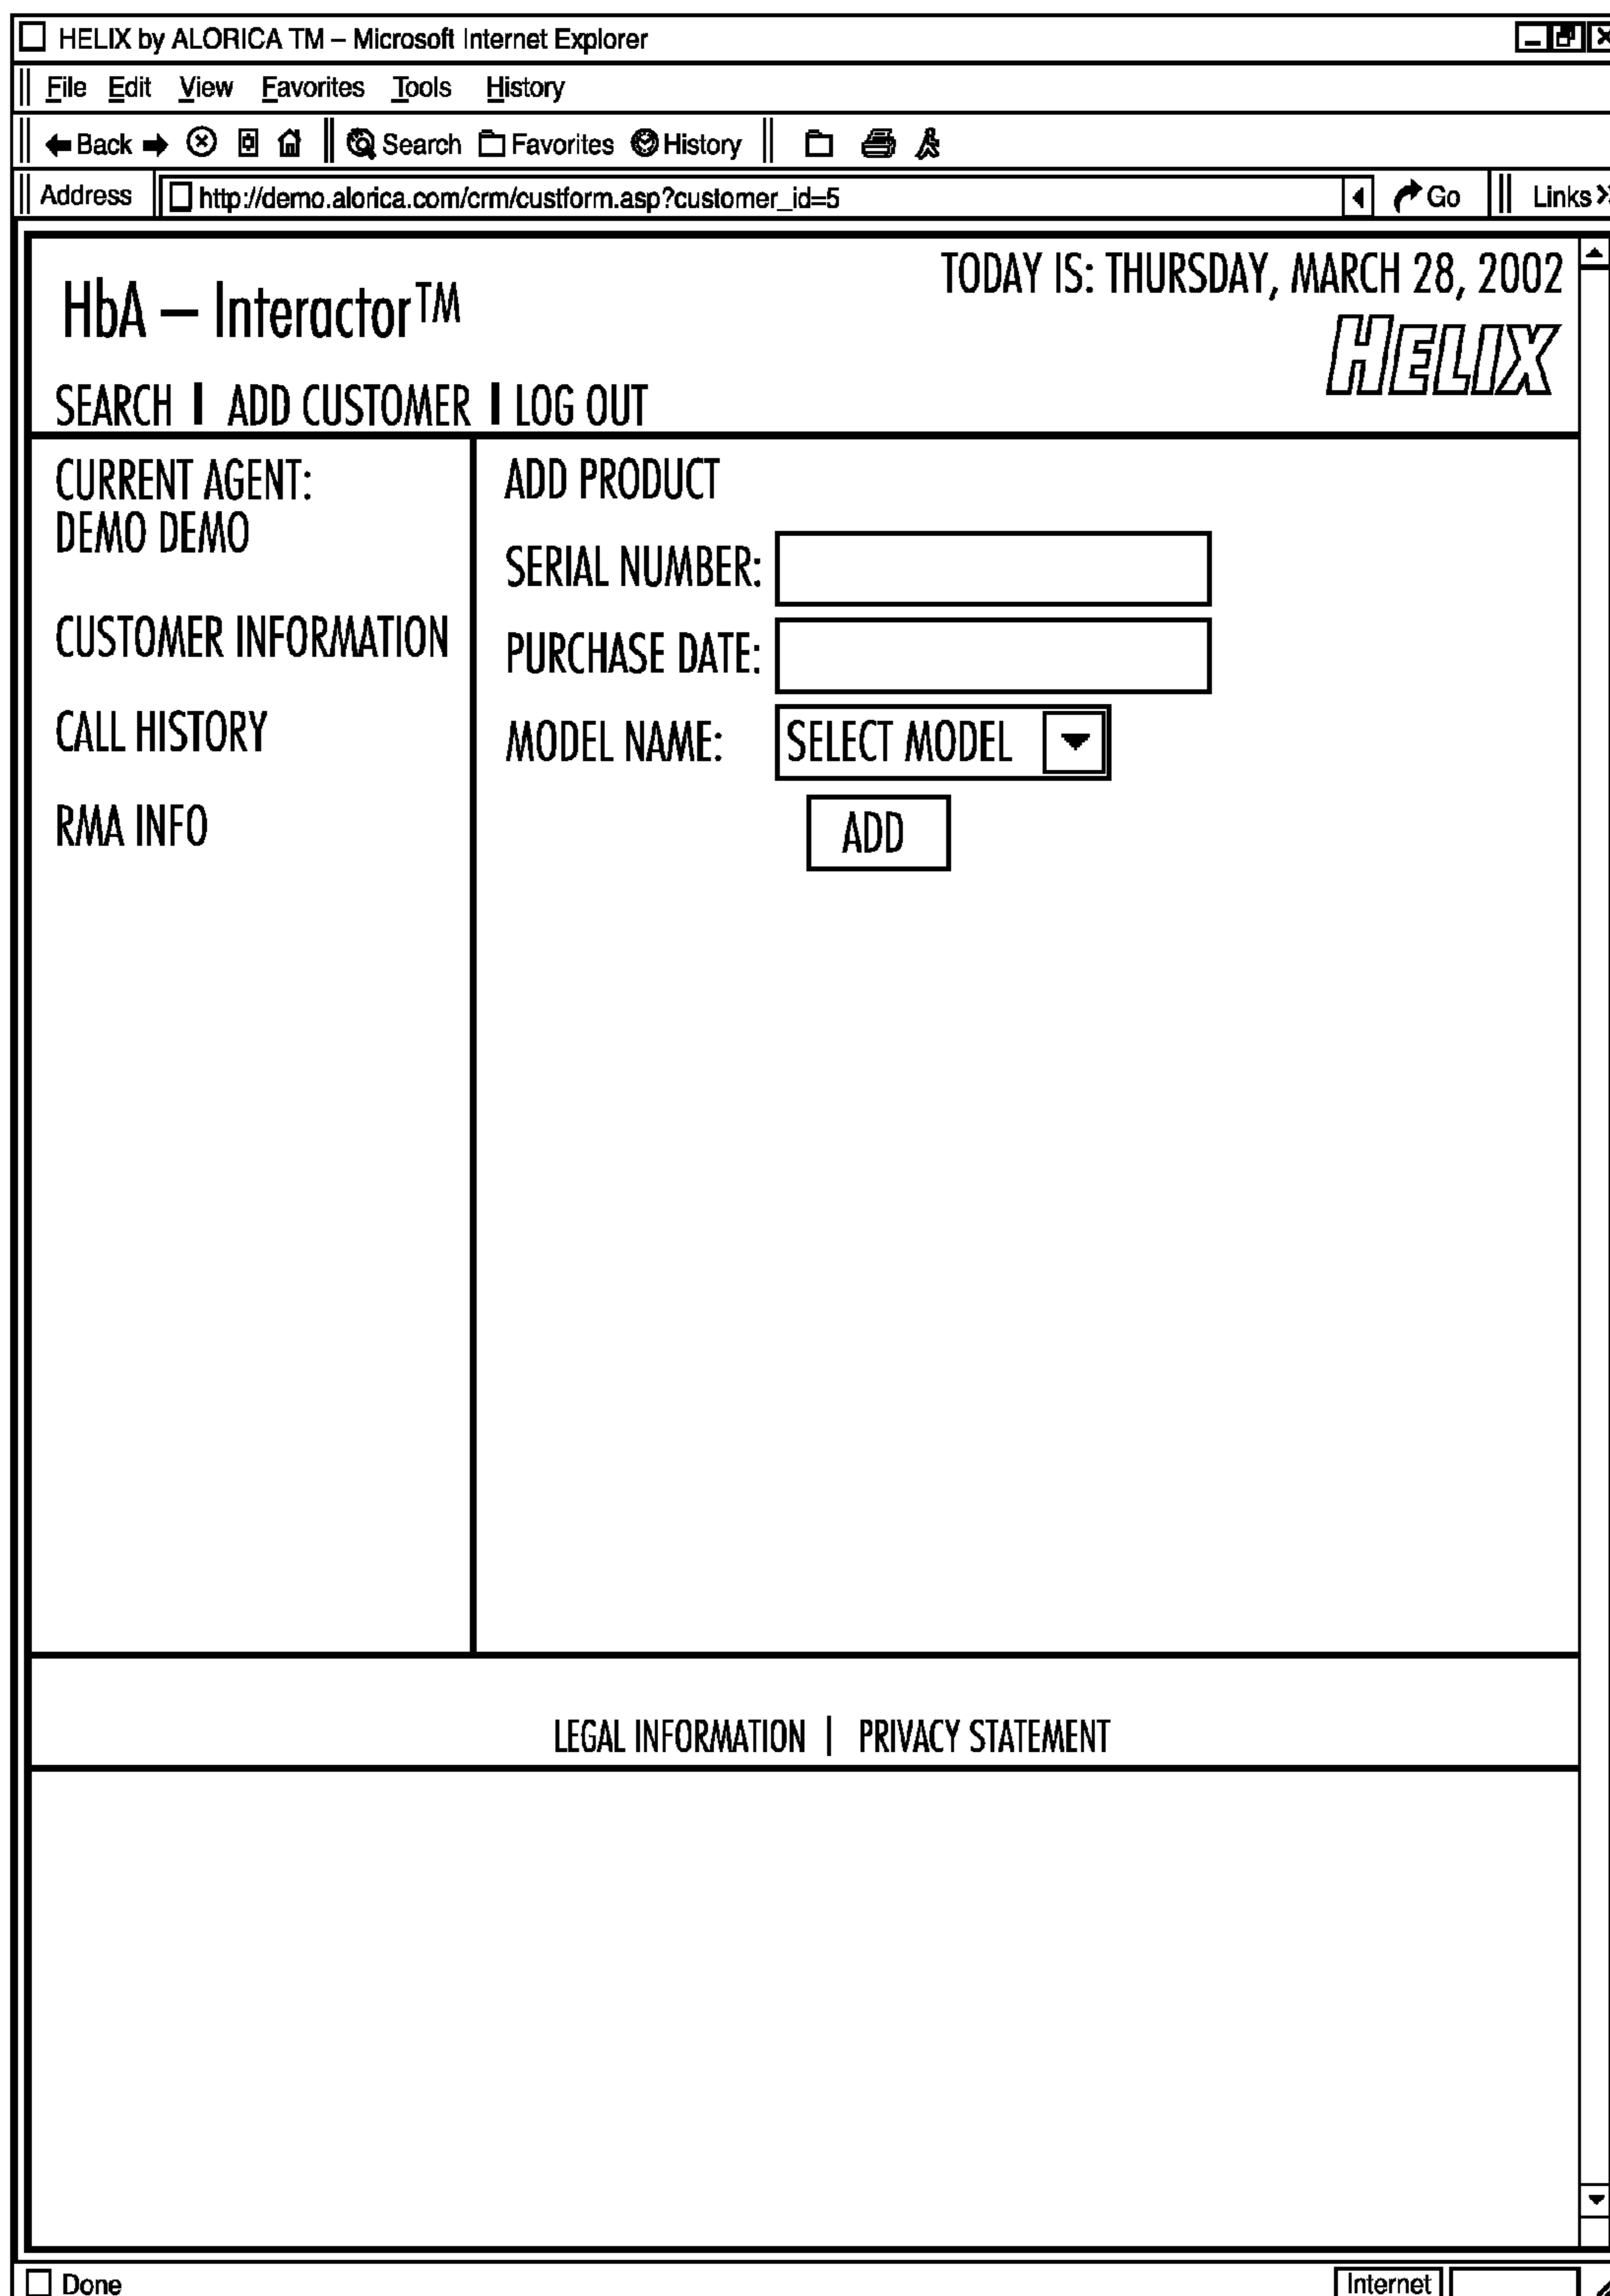 HELIX by ALORICA TM – Microsoft Internet Explorer
File Edit View Favorites Tools History
Back Search Favorites History
Address http://demo.alorica.com/crm/custform.asp?customer_id=5 Go Links
TODAY IS: THURSDAY, MARCH 28, 2002
HbA — Interactor™
HELIX
SEARCH | ADD CUSTOMER | LOG OUT
CURRENT AGENT:
DEMO DEMO
CUSTOMER INFORMATION
CALL HISTORY
RMA INFO
ADD PRODUCT
SERIAL NUMBER:
PURCHASE DATE:
MODEL NAME: SELECT MODEL
ADD
LEGAL INFORMATION | PRIVACY STATEMENT
Done Internet